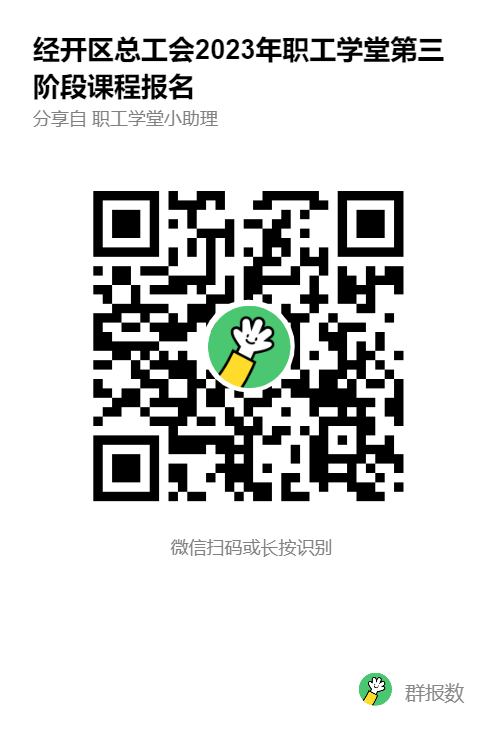 经开区总工会2023年职工学堂第三
阶段课程报名
分享自 职工学堂小助理
微信扫码或长按识别
群报数